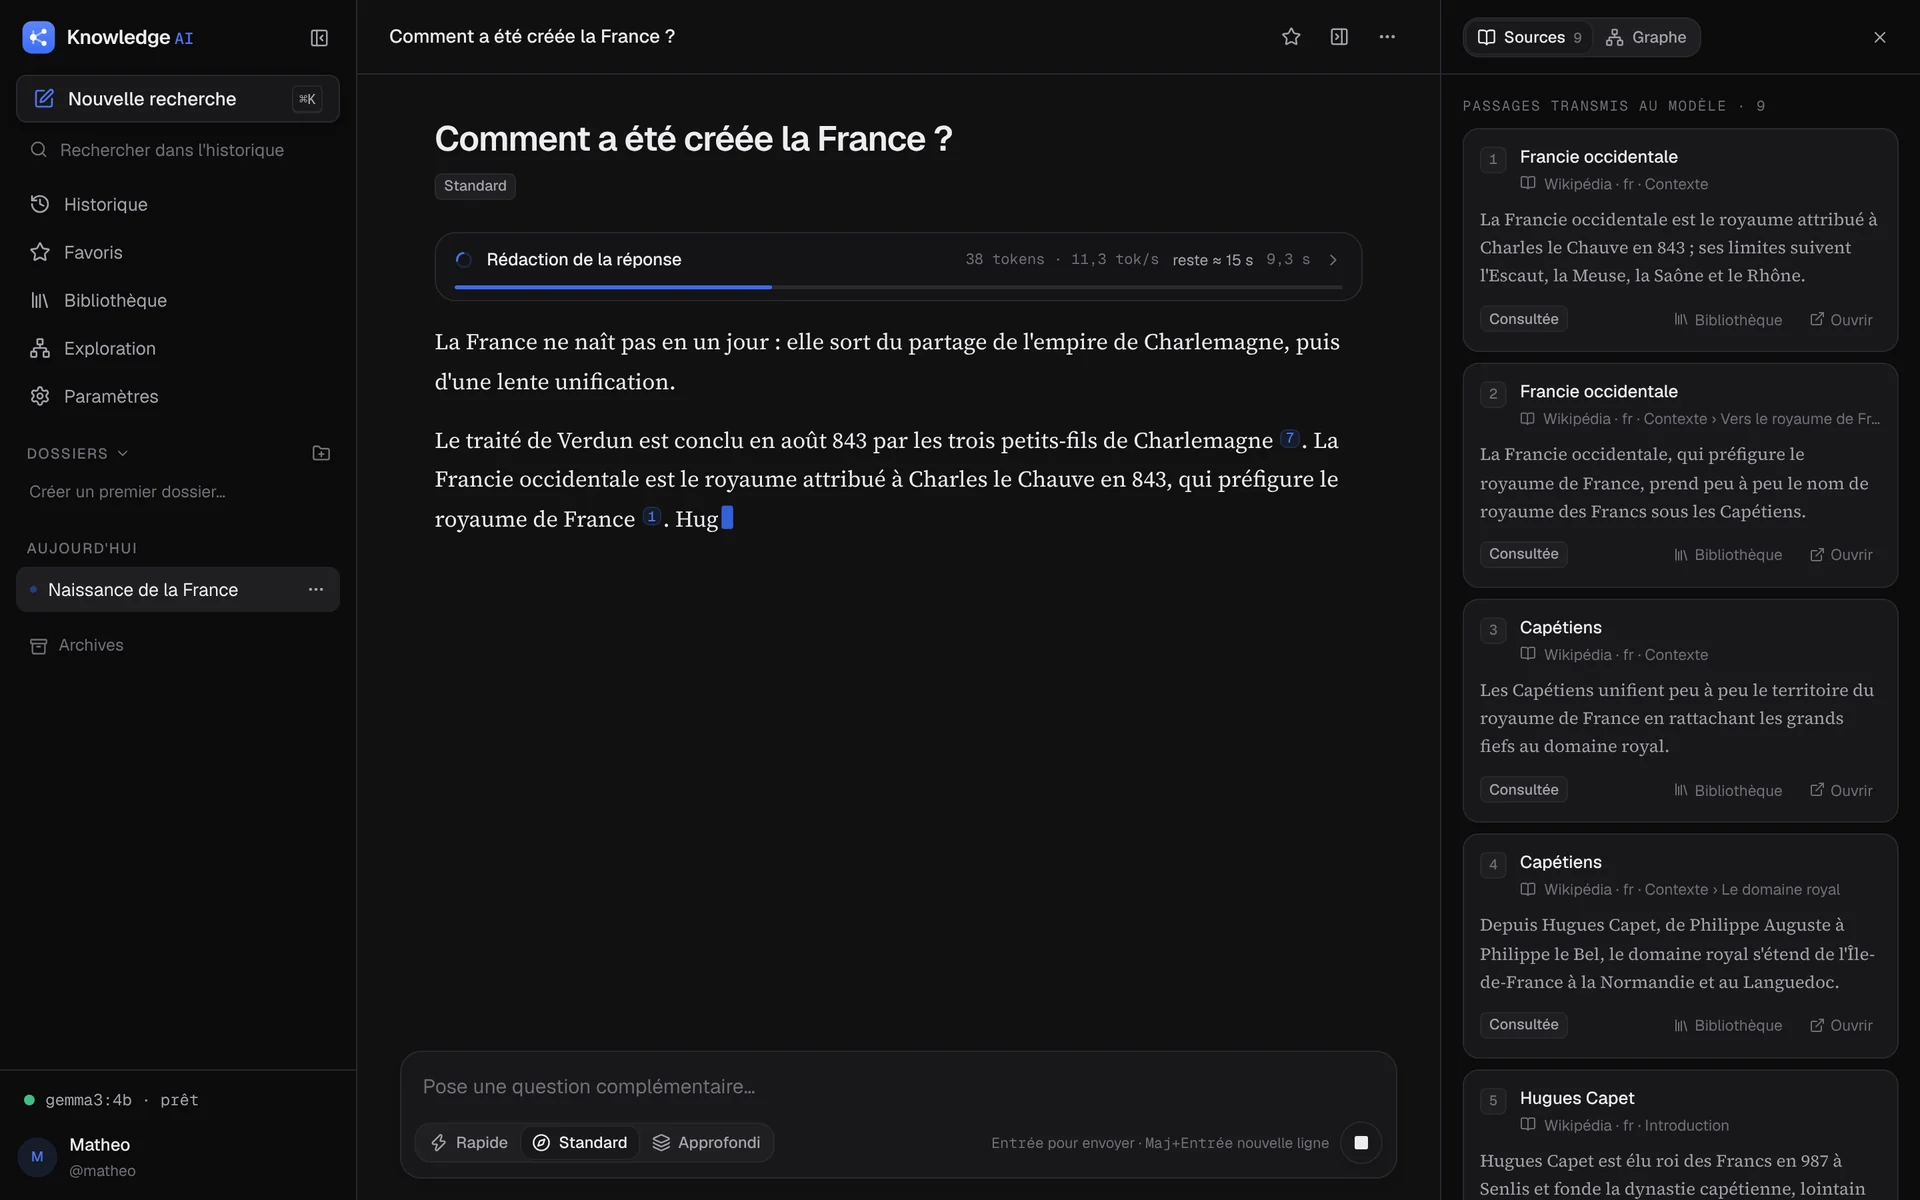 Knowledge AI
Nouvelle recherche ⌘K
Rechercher dans l'historique
Historique
Favoris
Bibliothèque
Exploration
Paramètres
DOSSIERS
Créer un premier dossier...
AUJOURD'HUI
Naissance de la France
Archives
gemma3:4b · prêt
M
Matheo
@matheo
Comment a été créée la France ?
Comment a été créée la France ?
Standard
Rédaction de la réponse 38 tokens · 11,3 tok/s reste ≈ 15 s 9,3 s
La France ne naît pas en un jour : elle sort du partage de l'empire de Charlemagne, puis
d'une lente unification.
Le traité de Verdun est conclu en août 843 par les trois petits-fils de Charlemagne 7. La
Francie occidentale est le royaume attribué à Charles le Chauve en 843, qui préfigure le
royaume de France 1. Hug
Pose une question complémentaire...
Rapide Standard Approfondi Entrée pour envoyer · Maj+Entrée nouvelle ligne
Sources 9 Graphe
PASSAGES TRANSMIS AU MODÈLE · 9
1 Francie occidentale
Wikipédia · fr · Contexte
La Francie occidentale est le royaume attribué à
Charles le Chauve en 843 ; ses limites suivent
l'Escaut, la Meuse, la Saône et le Rhône.
Consultée Bibliothèque Ouvrir
2 Francie occidentale
Wikipédia · fr · Contexte › Vers le royaume de Fr...
La Francie occidentale, qui préfigure le
royaume de France, prend peu à peu le nom de
royaume des Francs sous les Capétiens.
Consultée Bibliothèque Ouvrir
3 Capétiens
Wikipédia · fr · Contexte
Les Capétiens unifient peu à peu le territoire du
royaume de France en rattachant les grands
fiefs au domaine royal.
Consultée Bibliothèque Ouvrir
4 Capétiens
Wikipédia · fr · Contexte › Le domaine royal
Depuis Hugues Capet, de Philippe Auguste à
Philippe le Bel, le domaine royal s'étend de l'Île-
de-France à la Normandie et au Languedoc.
Consultée Bibliothèque Ouvrir
5 Hugues Capet
Wikipédia · fr · Introduction
Hugues Capet est élu roi des Francs en 987 à
Senlis et fonde la dynastie capétienne, lointain